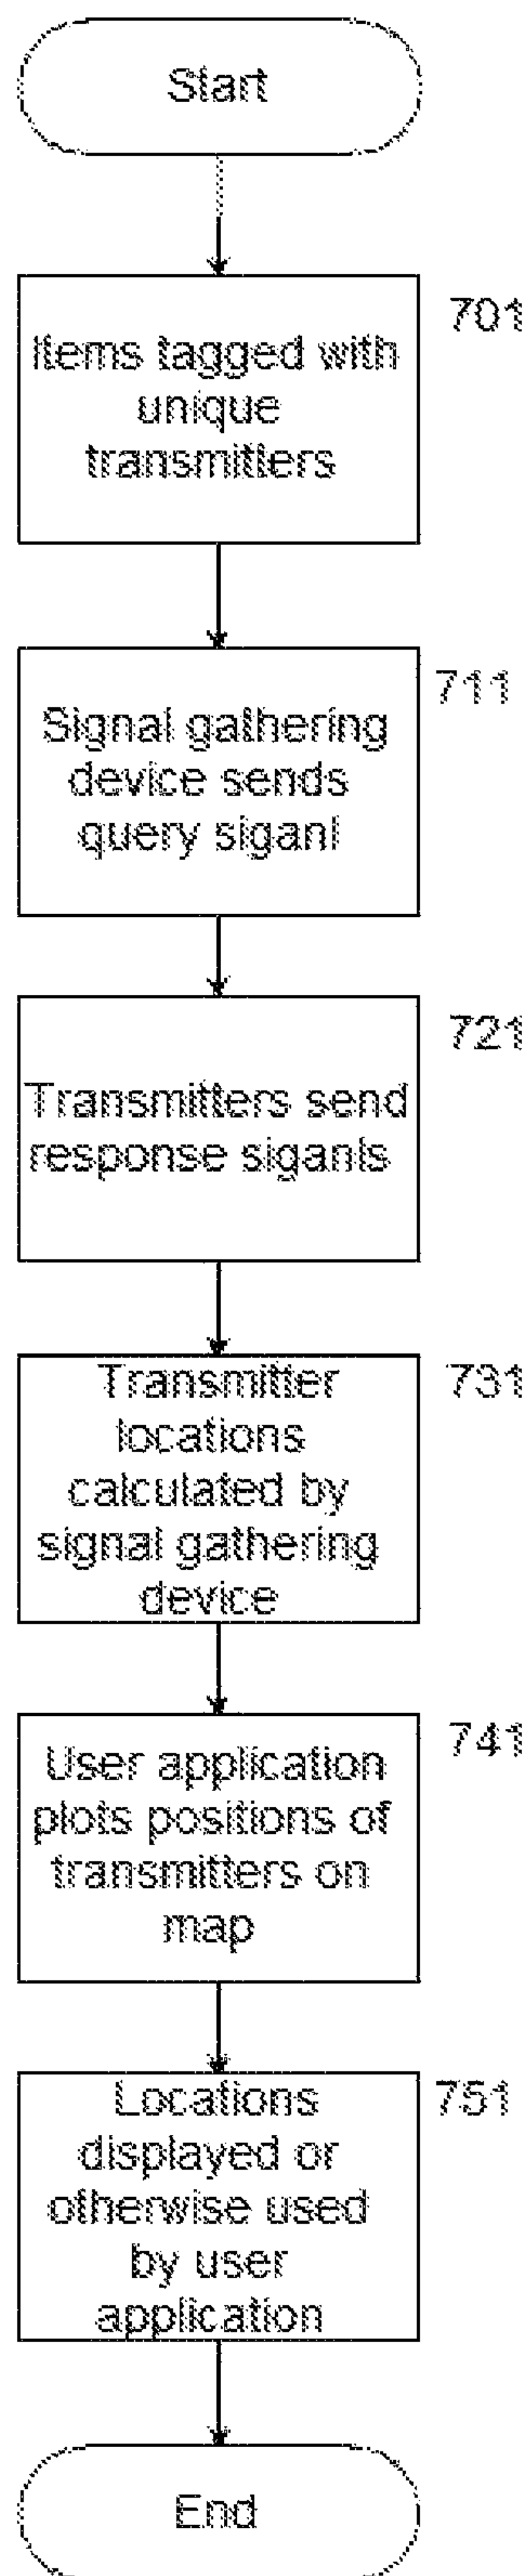 Start
701
Items tagged with
unique
transmitters
711
Signal gathering
device sends
query siganl
721
Transmitters send
response siganls
731
Transmitter
locations
calculated by
signal gathering
device
741
User application
plots positions of
transmitters on
map
751
Locations
displayed or
otherwise used
by user
application
End